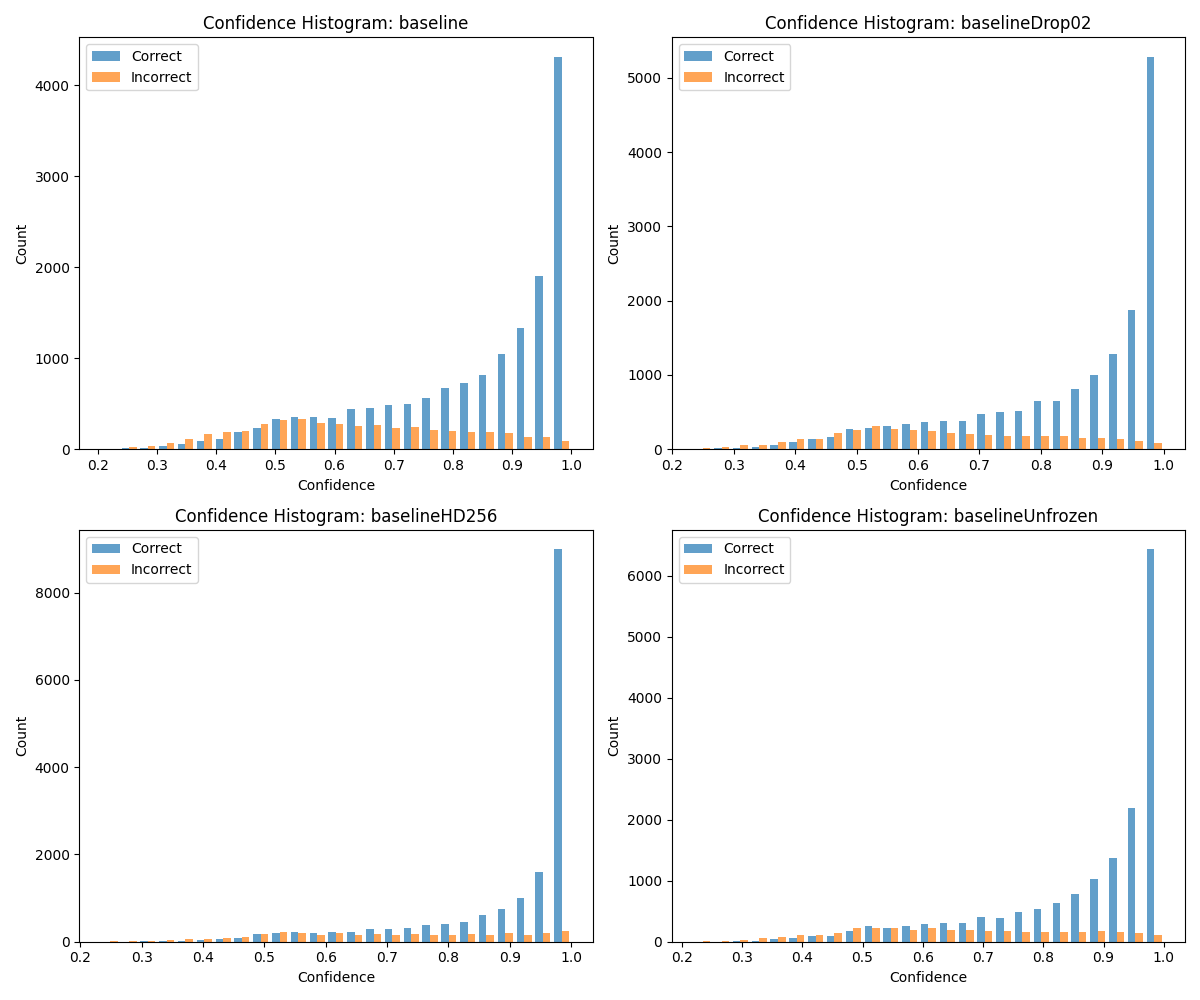 Confidence Histogram: baseline
Correct
Incorrect
4000
3000
2000
1000
0
Count
0.2 0.3 0.4 0.5 0.6 0.7 0.8 0.9 1.0
Confidence
Confidence Histogram: baselineDrop02
Correct
Incorrect
5000
4000
3000
2000
1000
0
Count
0.2 0.3 0.4 0.5 0.6 0.7 0.8 0.9 1.0
Confidence
Confidence Histogram: baselineHD256
Correct
Incorrect
8000
6000
4000
2000
0
Count
0.2 0.3 0.4 0.5 0.6 0.7 0.8 0.9 1.0
Confidence
Confidence Histogram: baselineUnfrozen
Correct
Incorrect
6000
5000
4000
3000
2000
1000
0
Count
0.2 0.3 0.4 0.5 0.6 0.7 0.8 0.9 1.0
Confidence